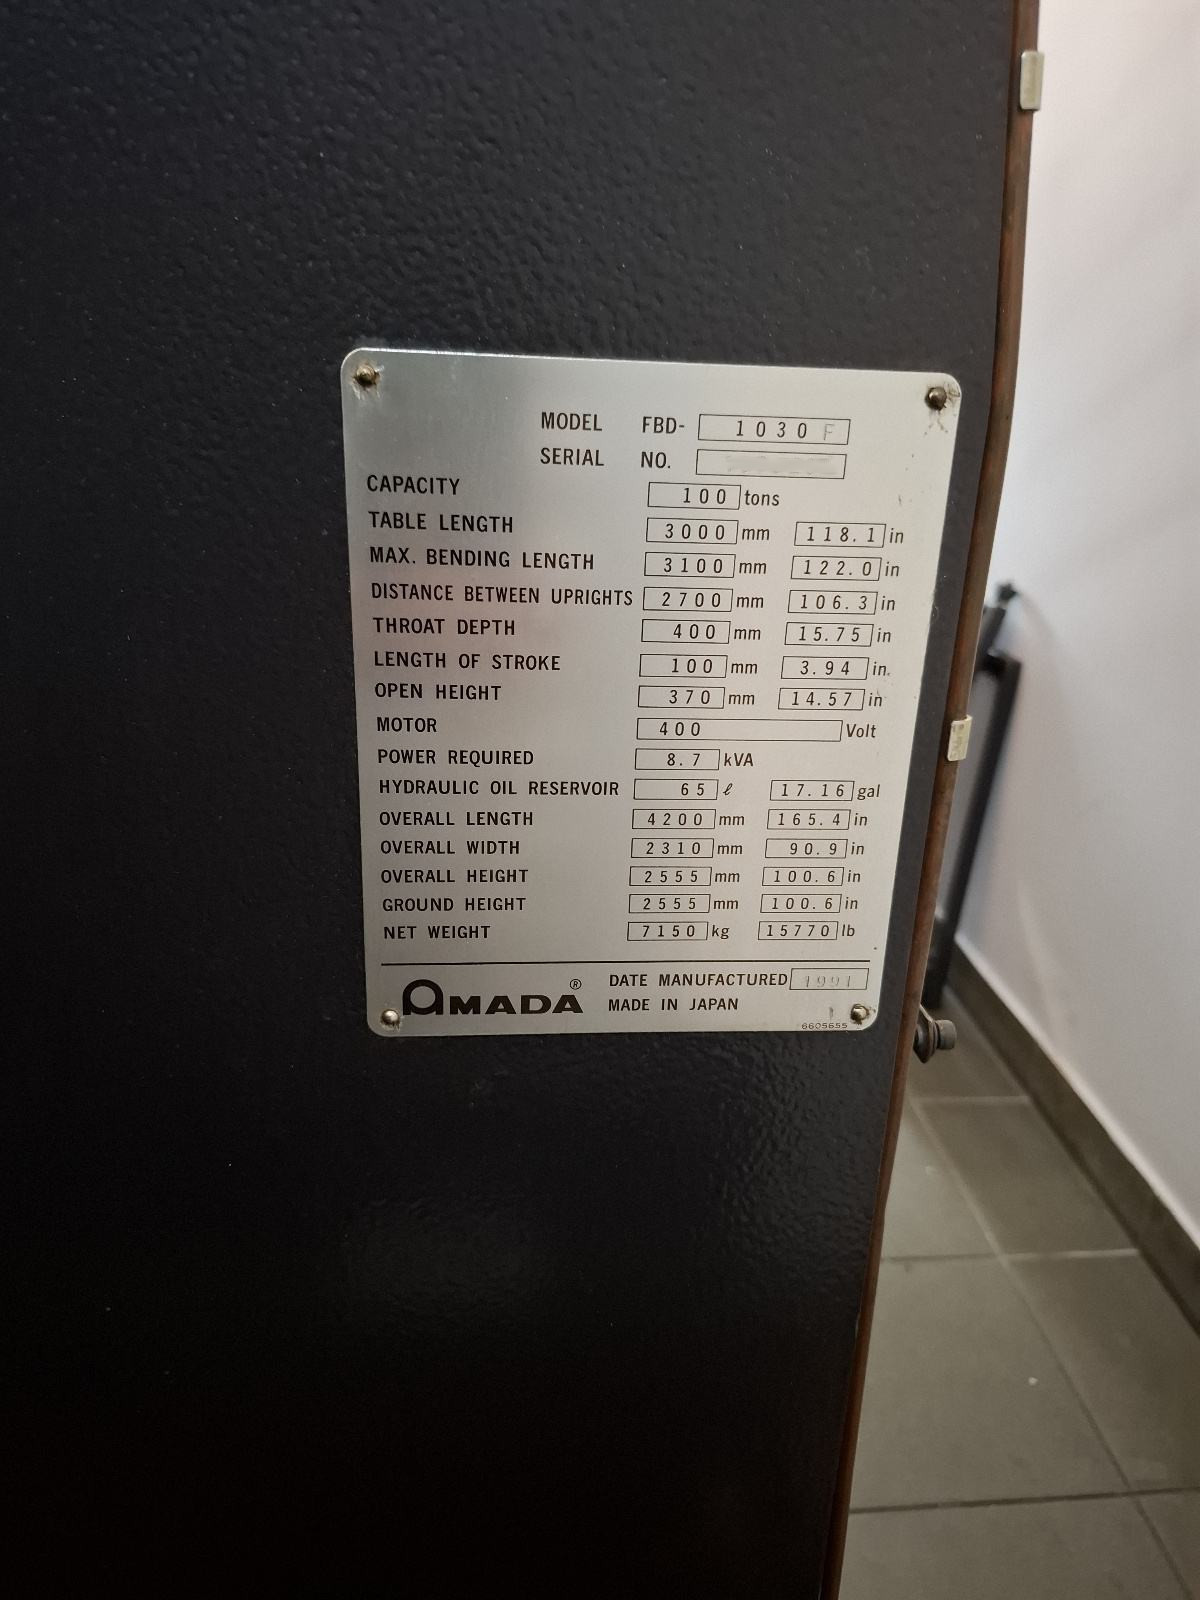 MODEL FBD- 1030 F
SERIAL NO.
CAPACITY 100 tons
TABLE LENGTH 3000 mm 118.1 in
MAX. BENDING LENGTH 3100 mm 122.0 in
DISTANCE BETWEEN UPRIGHTS 2700 mm 106.3 in
THROAT DEPTH 400 mm 15.75 in
LENGTH OF STROKE 100 mm 3.94 in.
OPEN HEIGHT 370 mm 14.57 in
MOTOR 400 Volt
POWER REQUIRED 8.7 kVA
HYDRAULIC OIL RESERVOIR 65 ℓ 17.16 gal
OVERALL LENGTH 4200 mm 165.4 in
OVERALL WIDTH 2310 mm 90.9 in
OVERALL HEIGHT 2555 mm 100.6 in
GROUND HEIGHT 2555 mm 100.6 in
NET WEIGHT 7150 kg 15770 lb
AMADA® DATE MANUFACTURED 1991
MADE IN JAPAN
6605655